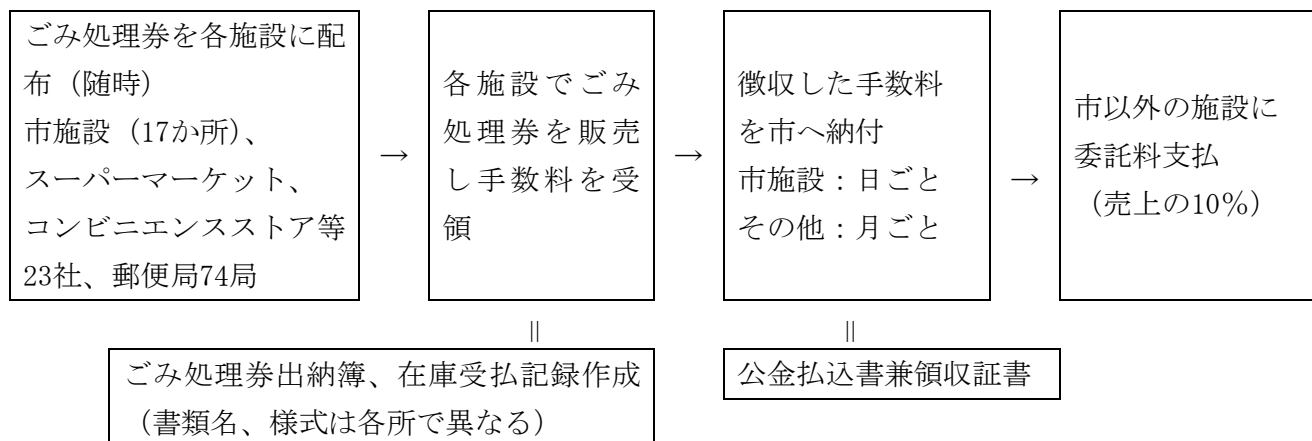 ごみ処理券を各施設に配
布（随時）
市施設（17か所）、
スーパーマーケット、
コンビニエンスストア等
23社、郵便局74局
→
各施設でごみ
処理券を販売
し手数料を受
領
→
徴収した手数料
を市へ納付
市施設：日ごと
その他：月ごと
→
市以外の施設に
委託料支払
（売上の10％）
||
||
ごみ処理券出納簿、在庫受払記録作成
（書類名、様式は各所で異なる）
公金払込書兼領収証書